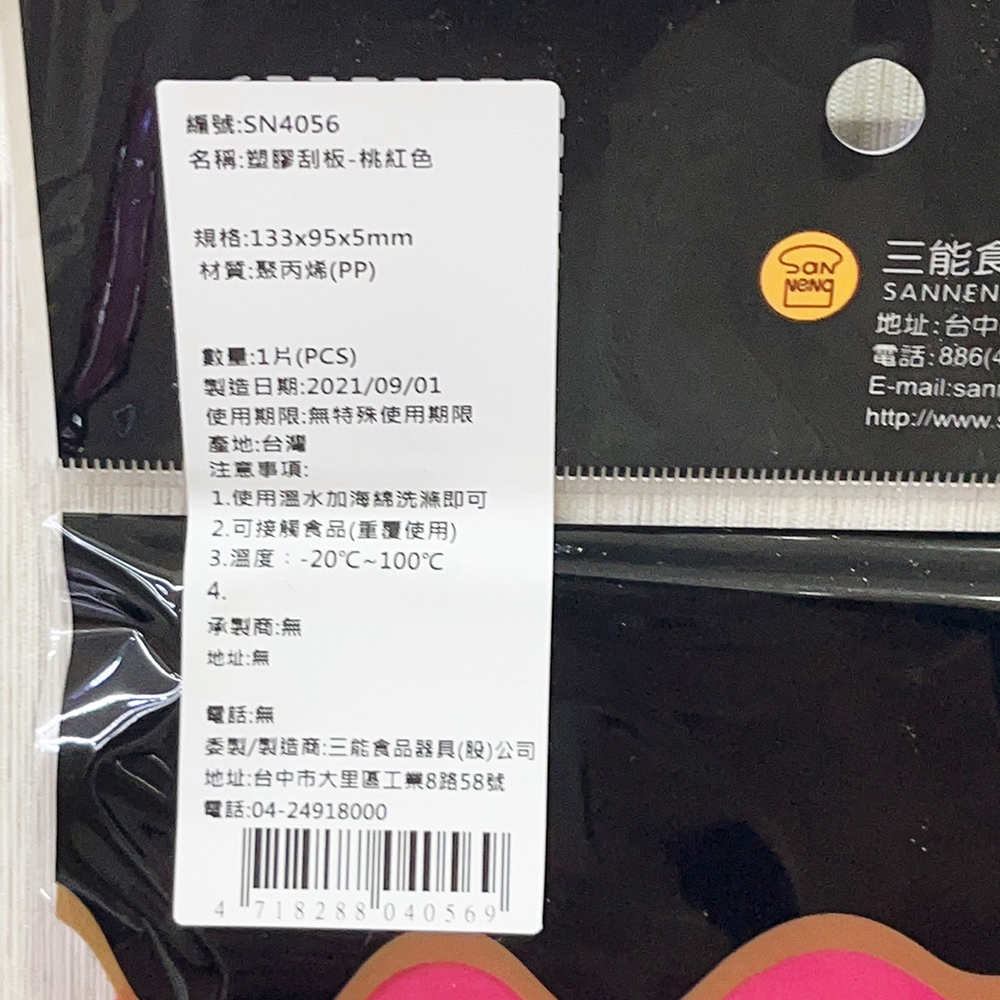 編號:SN4056
名稱:塑膠刮板-桃紅色
規格:133x95x5mm
材質:聚丙烯(PP)
數量:1片(PCS)
製造日期:2021/09/01
使用期限:無特殊使用期限
產地:台灣
注意事項:
1.使用溫水加海綿洗滌即可
2.可接觸食品(重覆使用)
3.溫度：-20℃~100℃
4.
承製商:無
地址:無
電話:無
委製/製造商:三能食品器具(股)公司
地址:台中市大里區工業8路58號
電話:04-24918000
4 718288 040569
SAN
NENG
三能食
SANNEN
地址:台中
電話:886(4
E-mail:san
http://www.s